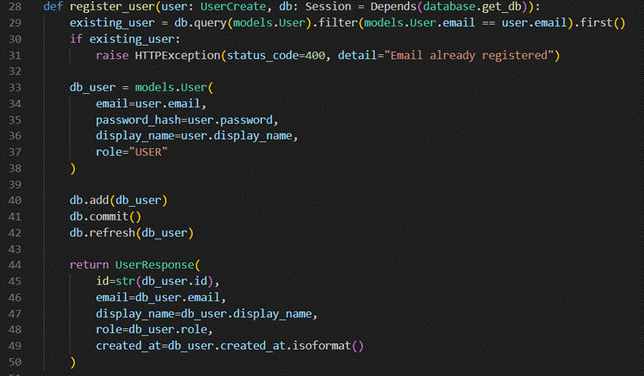 28 def register_user(user: UserCreate, db: Session = Depends(database.get_db)):
29     existing_user = db.query(models.User).filter(models.User.email == user.email).first()
30     if existing_user:
31         raise HTTPException(status_code=400, detail="Email already registered")
32
33     db_user = models.User(
34         email=user.email,
35         password_hash=user.password,
36         display_name=user.display_name,
37         role="USER"
38     )
39
40     db.add(db_user)
41     db.commit()
42     db.refresh(db_user)
43
44     return UserResponse(
45         id=str(db_user.id),
46         email=db_user.email,
47         display_name=db_user.display_name,
48         role=db_user.role,
49         created_at=db_user.created_at.isoformat()
50     )